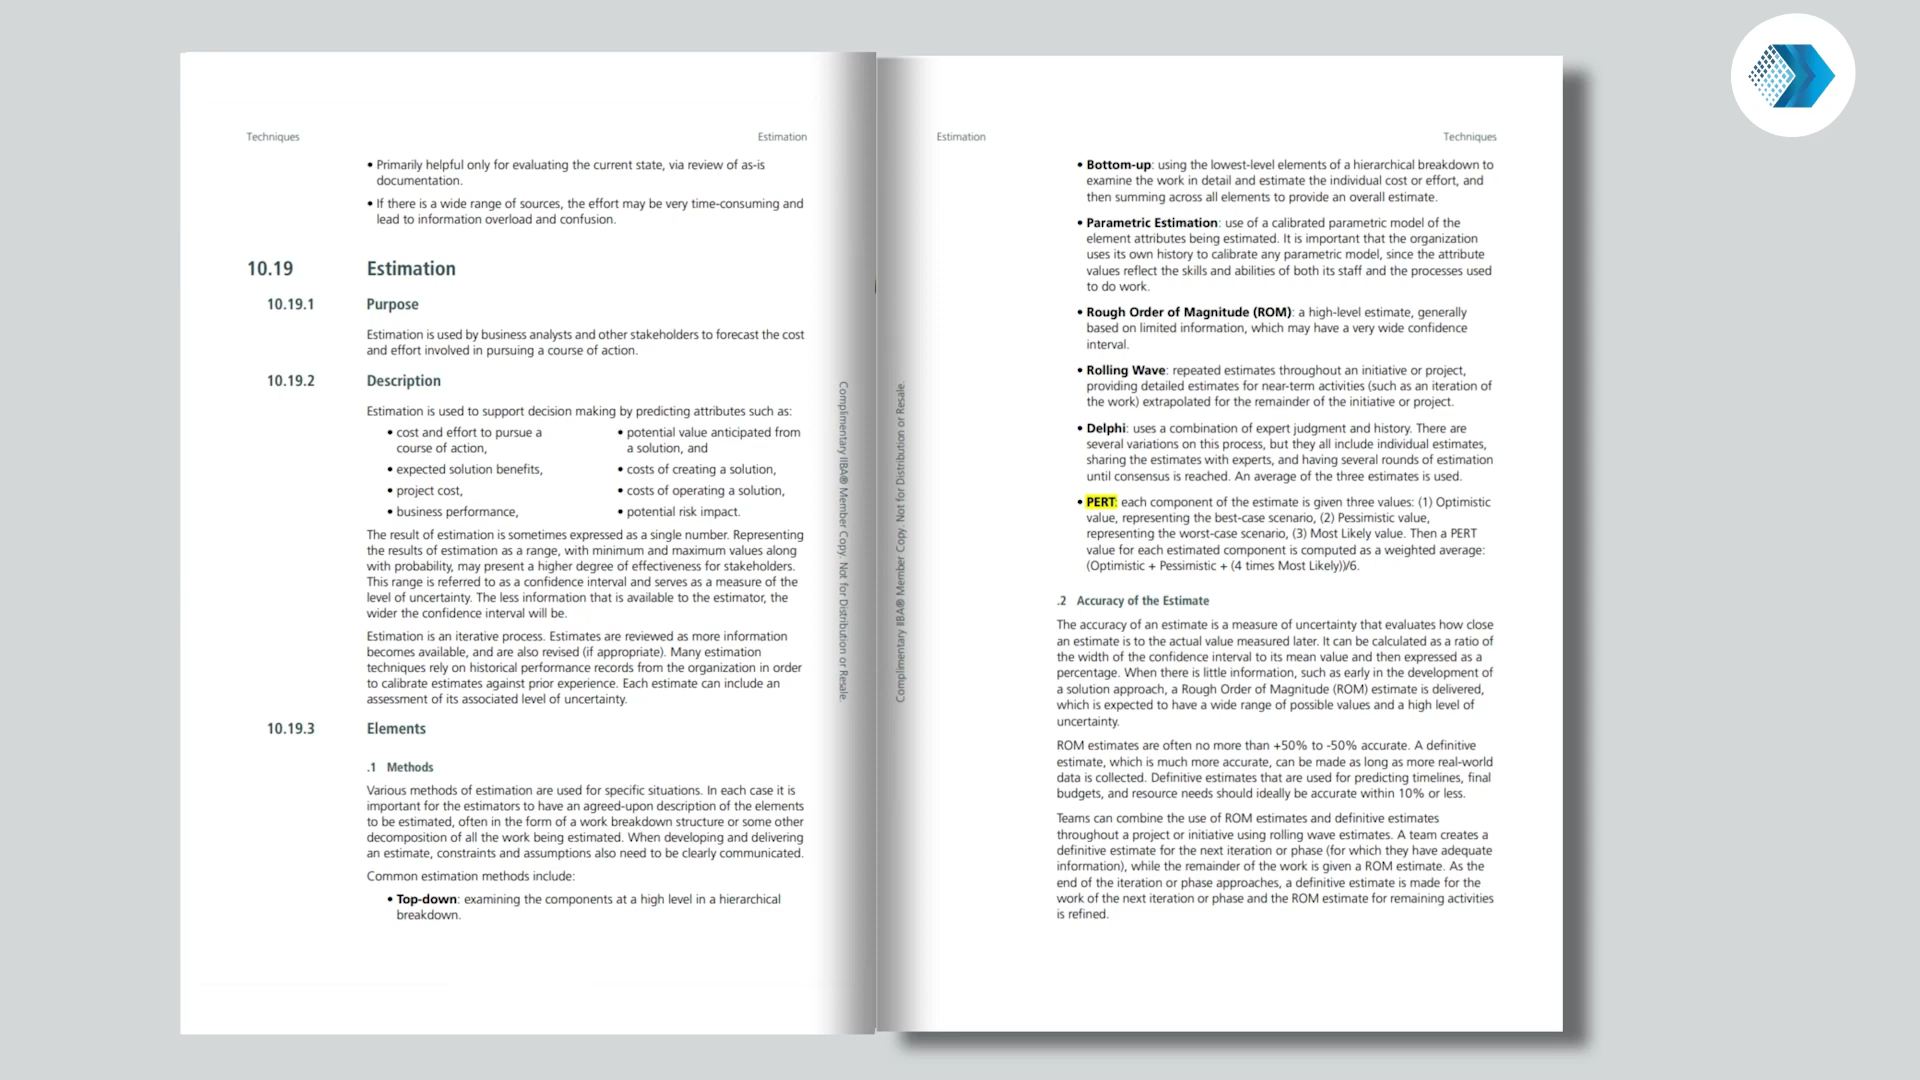 Techniques
Estimation
• Primarily helpful only for evaluating the current state, via review of as-is
documentation.
• If there is a wide range of sources, the effort may be very time-consuming and
lead to information overload and confusion.
10.19 Estimation
10.19.1 Purpose
Estimation is used by business analysts and other stakeholders to forecast the cost
and effort involved in pursuing a course of action.
10.19.2 Description
Estimation is used to support decision making by predicting attributes such as:
• cost and effort to pursue a
course of action,
• expected solution benefits,
• project cost,
• business performance,
• potential value anticipated from
a solution, and
• costs of creating a solution,
• costs of operating a solution,
• potential risk impact.
The result of estimation is sometimes expressed as a single number. Representing
the results of estimation as a range, with minimum and maximum values along
with probability, may present a higher degree of effectiveness for stakeholders.
This range is referred to as a confidence interval and serves as a measure of the
level of uncertainty. The less information that is available to the estimator, the
wider the confidence interval will be.
Estimation is an iterative process. Estimates are reviewed as more information
becomes available, and are also revised (if appropriate). Many estimation
techniques rely on historical performance records from the organization in order
to calibrate estimates against prior experience. Each estimate can include an
assessment of its associated level of uncertainty.
10.19.3 Elements
.1 Methods
Various methods of estimation are used for specific situations. In each case it is
important for the estimators to have an agreed-upon description of the elements
to be estimated, often in the form of a work breakdown structure or some other
decomposition of all the work being estimated. When developing and delivering
an estimate, constraints and assumptions also need to be clearly communicated.
Common estimation methods include:
• Top-down: examining the components at a high level in a hierarchical
breakdown.
Complimentary IIBA® Member Copy. Not for Distribution or Resale.
Complimentary IIBA® Member Copy. Not for Distribution or Resale.
Estimation
Techniques
• Bottom-up: using the lowest-level elements of a hierarchical breakdown to
examine the work in detail and estimate the individual cost or effort, and
then summing across all elements to provide an overall estimate.
• Parametric Estimation: use of a calibrated parametric model of the
element attributes being estimated. It is important that the organization
uses its own history to calibrate any parametric model, since the attribute
values reflect the skills and abilities of both its staff and the processes used
to do work.
• Rough Order of Magnitude (ROM): a high-level estimate, generally
based on limited information, which may have a very wide confidence
interval.
• Rolling Wave: repeated estimates throughout an initiative or project,
providing detailed estimates for near-term activities (such as an iteration of
the work) extrapolated for the remainder of the initiative or project.
• Delphi: uses a combination of expert judgment and history. There are
several variations on this process, but they all include individual estimates,
sharing the estimates with experts, and having several rounds of estimation
until consensus is reached. An average of the three estimates is used.
• PERT: each component of the estimate is given three values: (1) Optimistic
value, representing the best-case scenario, (2) Pessimistic value,
representing the worst-case scenario, (3) Most Likely value. Then a PERT
value for each estimated component is computed as a weighted average:
(Optimistic + Pessimistic + (4 times Most Likely))/6.
.2 Accuracy of the Estimate
The accuracy of an estimate is a measure of uncertainty that evaluates how close
an estimate is to the actual value measured later. It can be calculated as a ratio of
the width of the confidence interval to its mean value and then expressed as a
percentage. When there is little information, such as early in the development of
a solution approach, a Rough Order of Magnitude (ROM) estimate is delivered,
which is expected to have a wide range of possible values and a high level of
uncertainty.
ROM estimates are often no more than +50% to -50% accurate. A definitive
estimate, which is much more accurate, can be made as long as more real-world
data is collected. Definitive estimates that are used for predicting timelines, final
budgets, and resource needs should ideally be accurate within 10% or less.
Teams can combine the use of ROM estimates and definitive estimates
throughout a project or initiative using rolling wave estimates. A team creates a
definitive estimate for the next iteration or phase (for which they have adequate
information), while the remainder of the work is given a ROM estimate. As the
end of the iteration or phase approaches, a definitive estimate is made for the
work of the next iteration or phase and the ROM estimate for remaining activities
is refined.